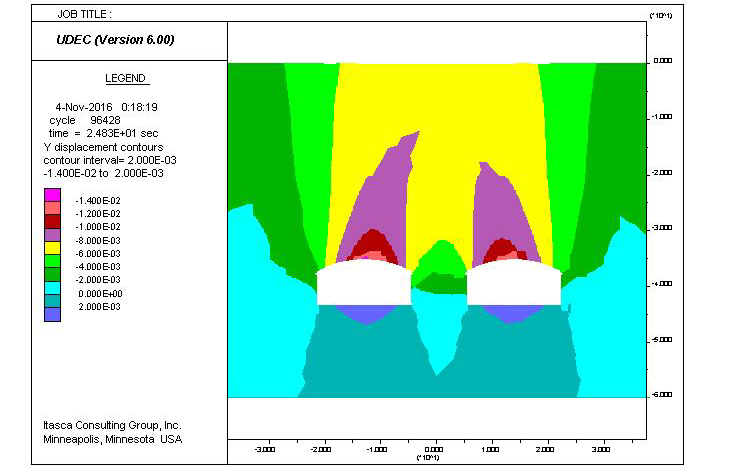 JOB TITLE :
(*10^1)
UDEC (Version 6.00)
LEGEND
4-Nov-2016 0:18:19
cycle 96428
time = 2.483E+01 sec
Y displacement contours
contour interval= 2.000E-03
-1.400E-02 to 2.000E-03
-1.400E-02
-1.200E-02
-1.000E-02
-8.000E-03
-6.000E-03
-4.000E-03
-2.000E-03
0.000E+00
2.000E-03
Itasca Consulting Group, Inc.
Minneapolis, Minnesota USA
0.000
-1.000
-2.000
-3.000
-4.000
-5.000
-6.000
-3.000 -2.000 -1.000 0.000 1.000 2.000 3.000
(*10^1)